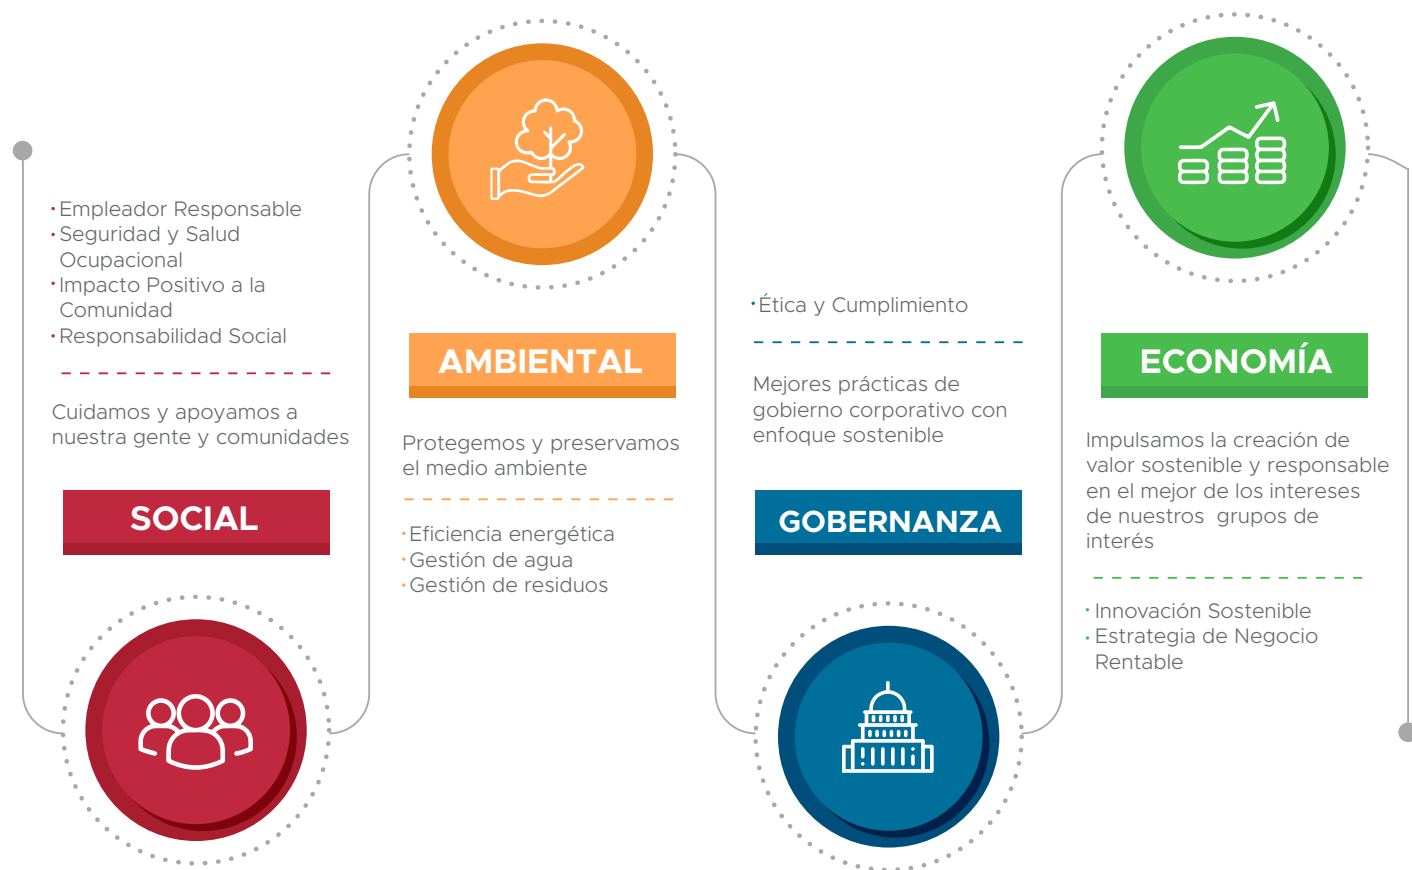 · Empleador Responsable
· Seguridad y Salud
Ocupacional
· Impacto Positivo a la
Comunidad
· Responsabilidad Social
Cuidamos y apoyamos a
nuestra gente y comunidades
SOCIAL
AMBIENTAL
Protegemos y preservamos
el medio ambiente
· Eficiencia energética
· Gestión de agua
· Gestión de residuos
· Ética y Cumplimiento
Mejores prácticas de
gobierno corporativo con
enfoque sostenible
GOBERNANZA
ECONOMÍA
Impulsamos la creación de
valor sostenible y responsable
en el mejor de los intereses
de nuestros grupos de
interés
· Innovación Sostenible
· Estrategia de Negocio
Rentable